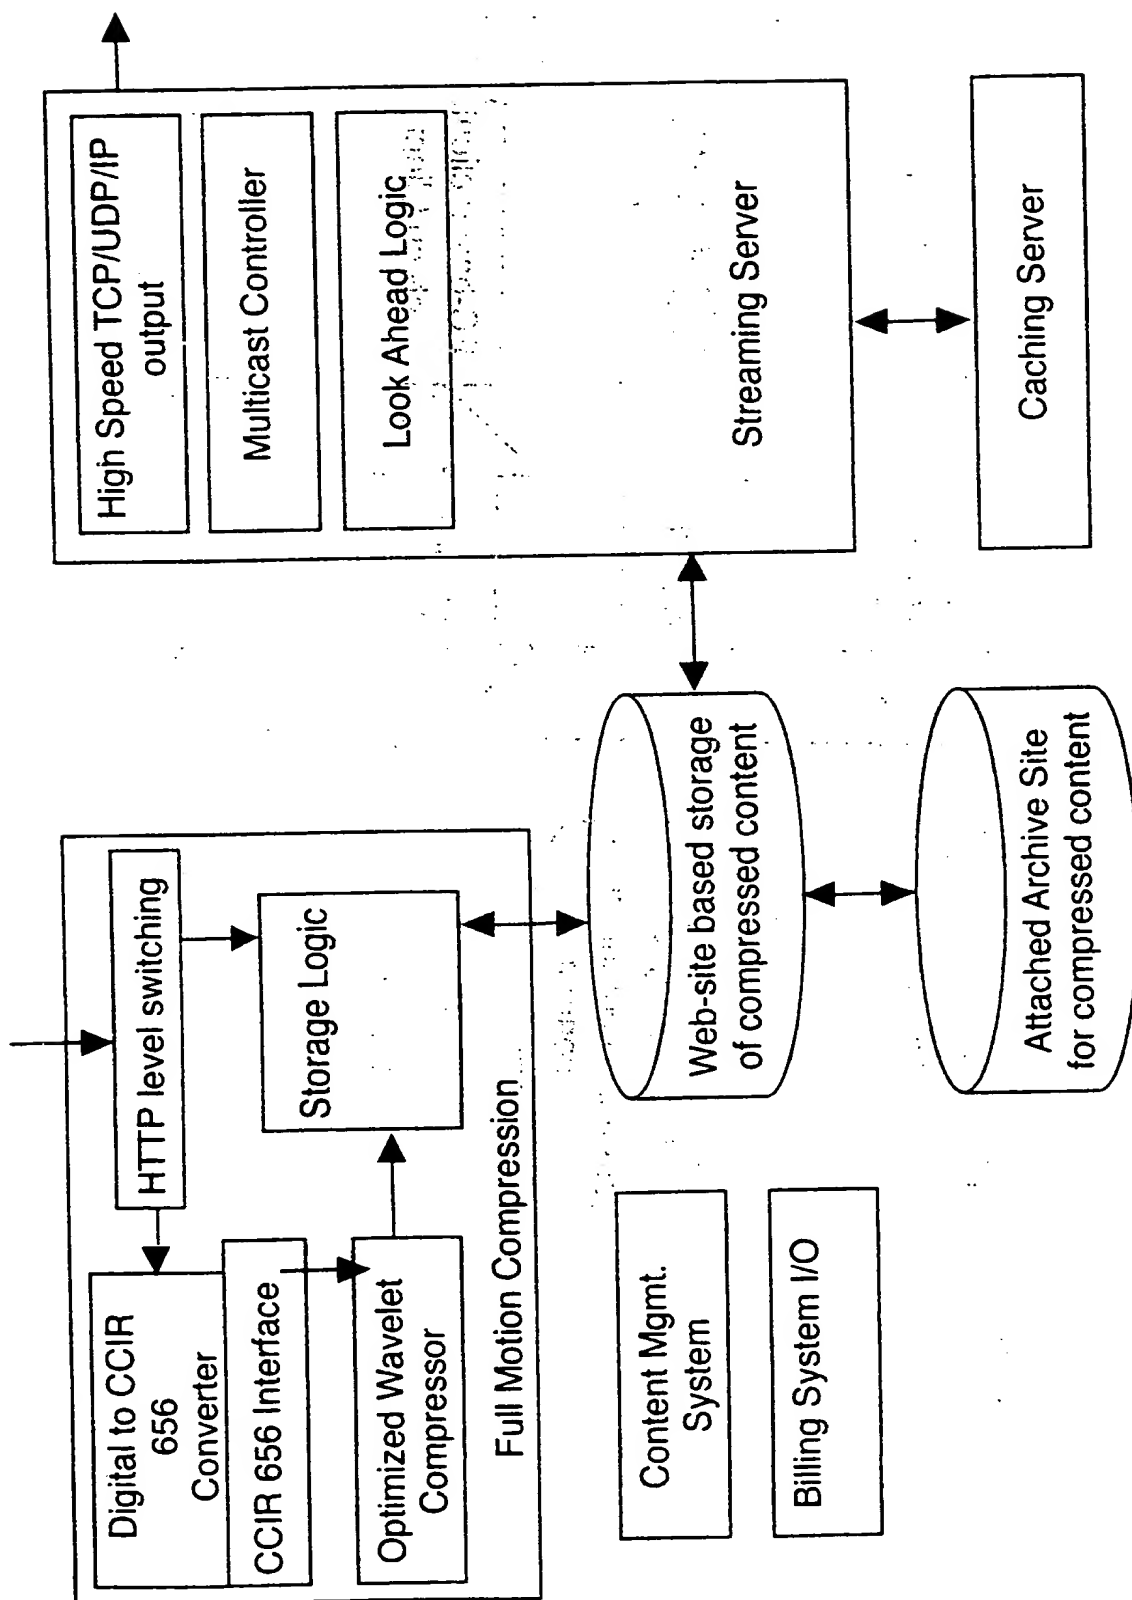 Digital to CCIR
656
Converter
CCIR 656 Interface
Optimized Wavelet
Compressor
HTTP level switching
Storage Logic
Full Motion Compression
Content Mgmt.
System
Billing System I/O
Web-site based storage
of compressed content
Attached Archive Site
for compressed content
High Speed TCP/UDP/IP
output
Multicast Controller
Look Ahead Logic
Streaming Server
Caching Server